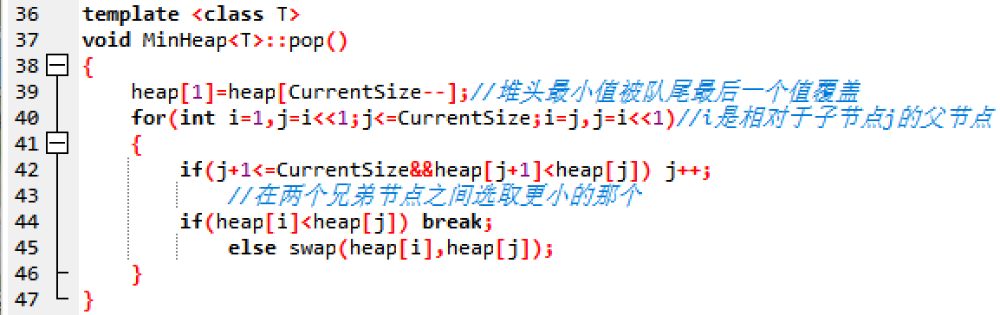 36 template <class T>
37 void MinHeap<T>::pop()
38 {
39 heap[1]=heap[CurrentSize--];//堆头最小值被队尾最后一个值覆盖
40 for(int i=1,j=i<<1;j<=CurrentSize;i=j,j=i<<1)//i是相对于子节点j的父节点
41 {
42 if(j+1<=CurrentSize&&heap[j+1]<heap[j]) j++;
43 //在两个兄弟节点之间选取更小的那个
44 if(heap[i]<heap[j]) break;
45 else swap(heap[i],heap[j]);
46 }
47 }